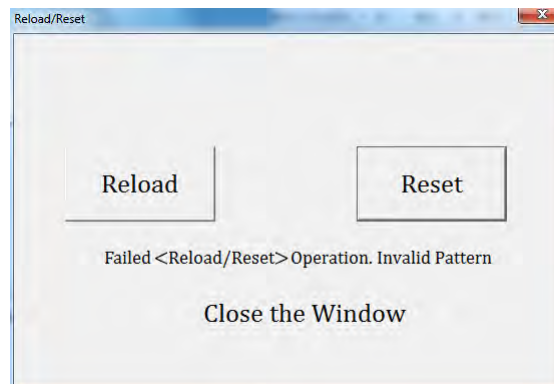 Reload/Reset
Reload
Reset
Failed <Reload/Reset> Operation. Invalid Pattern
Close the Window